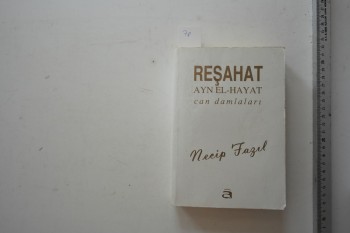 REŞAHAT
AYN EL-HAYAT
can damlaları
Necip Fazıl